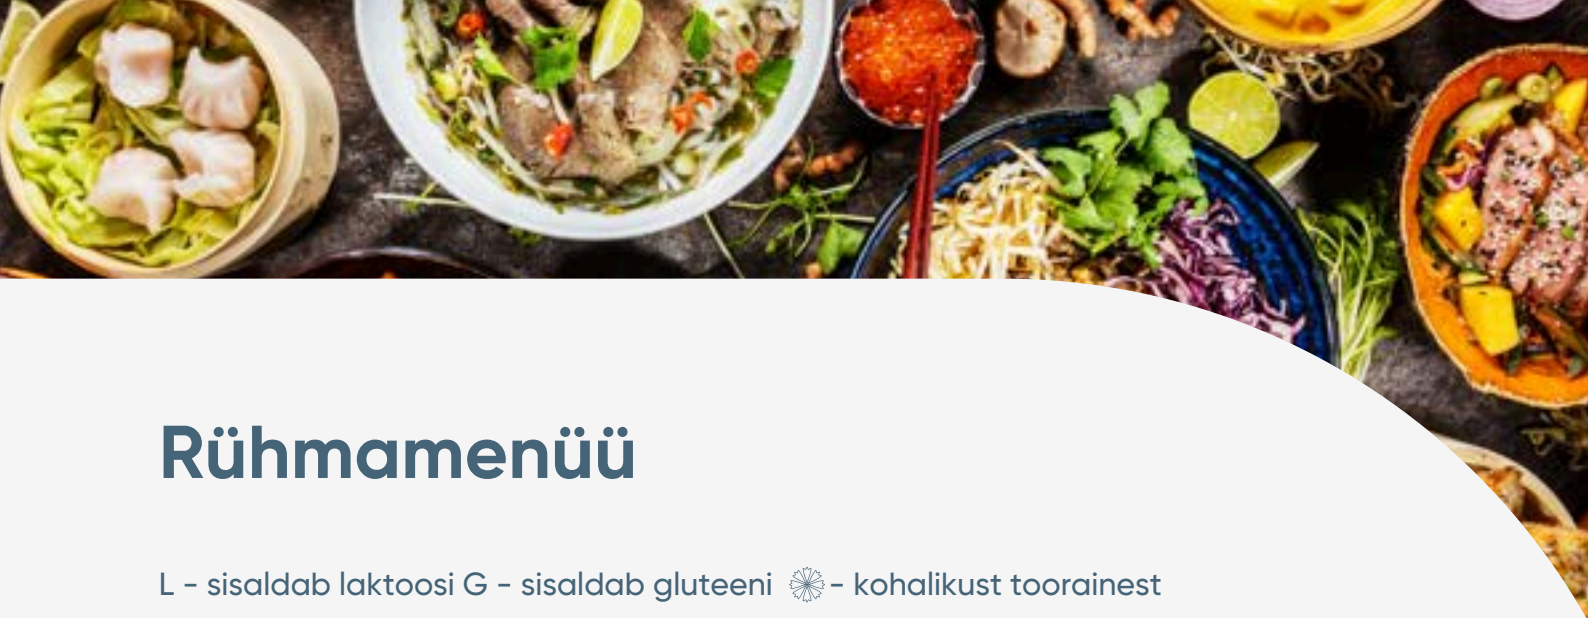 Rühmamenüü
L - sisaldab laktoosi G - sisaldab gluteeni - kohalikust toorainest